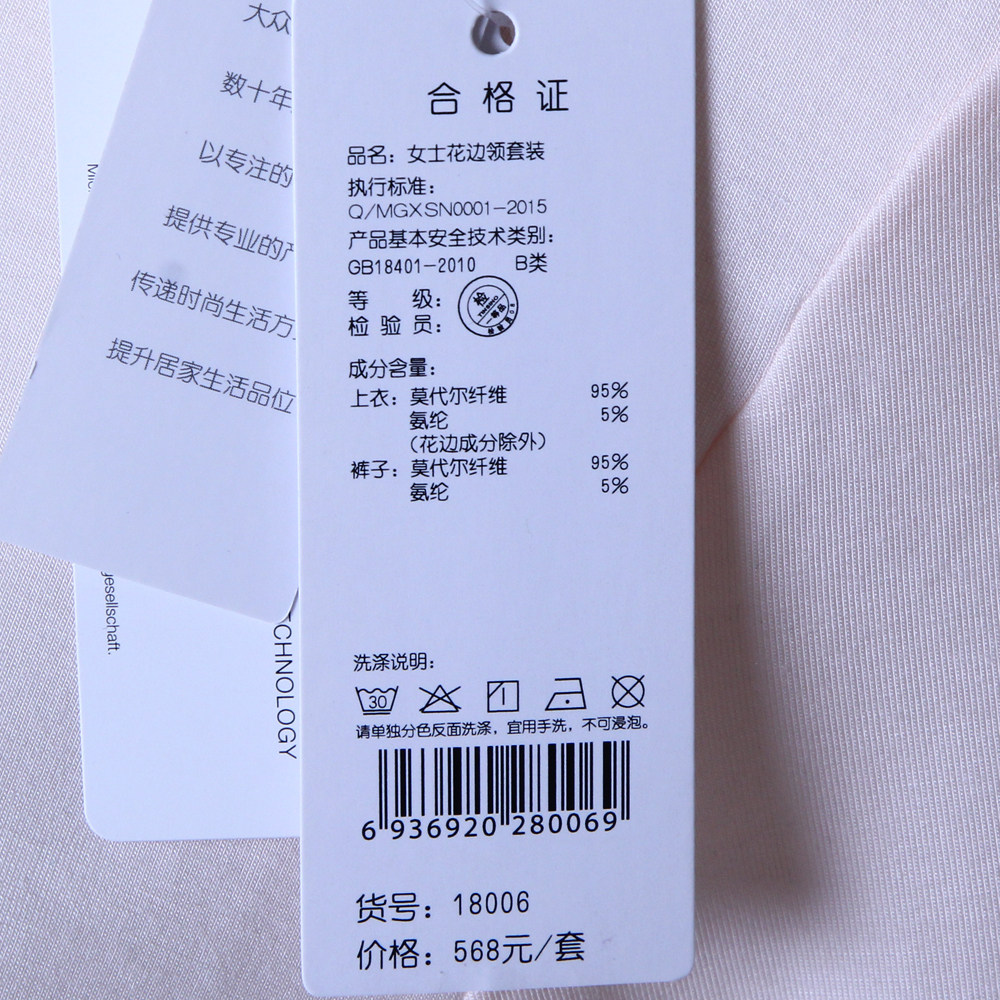 大众
数十年
以专注的
提供专业的产
传递时尚生活方
提升居家生活品位
esellschaft.
CHNOLOGY
合格证
品名：女士花边领套装
执行标准：
Q/MGXSN0001-2015
产品基本安全技术类别：
GB18401-2010 B类
等 级：
检验员：
检
一等品
成分含量：
上衣：莫代尔纤维 95%
氨纶 5%
（花边成分除外）
裤子：莫代尔纤维 95%
氨纶 5%
洗涤说明：
30
请单独分色反面洗涤，宜用手洗，不可浸泡。
6 936920 280069
货号：18006
价格：568元/套